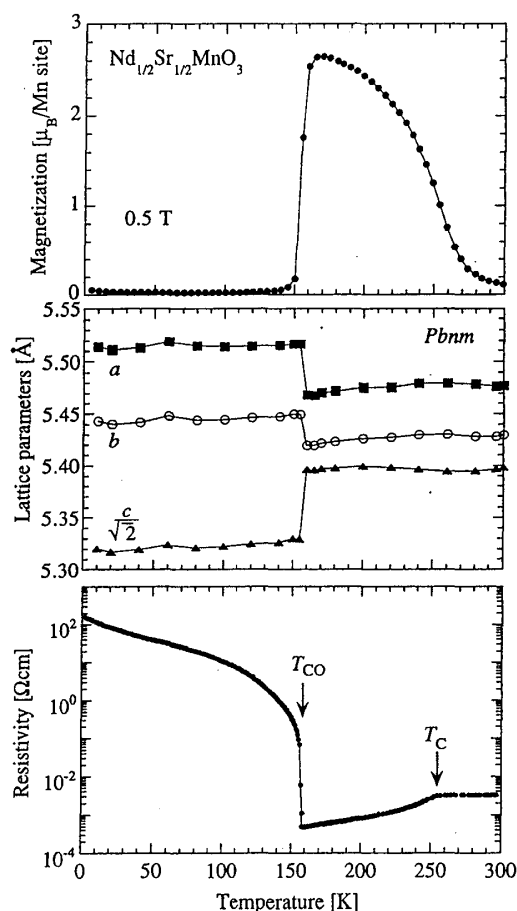 Nd1/2Sr1/2MnO3
0.5 T
Magnetization [μB/Mn site]
3
2
1
0
Pbnm
a
b
c/√2
Lattice parameters [Å]
5.55
5.50
5.45
5.40
5.35
5.30
TCO
TC
Resistivity [Ωcm]
10^2
10^0
10^-2
10^-4
0 50 100 150 200 250 300
Temperature [K]